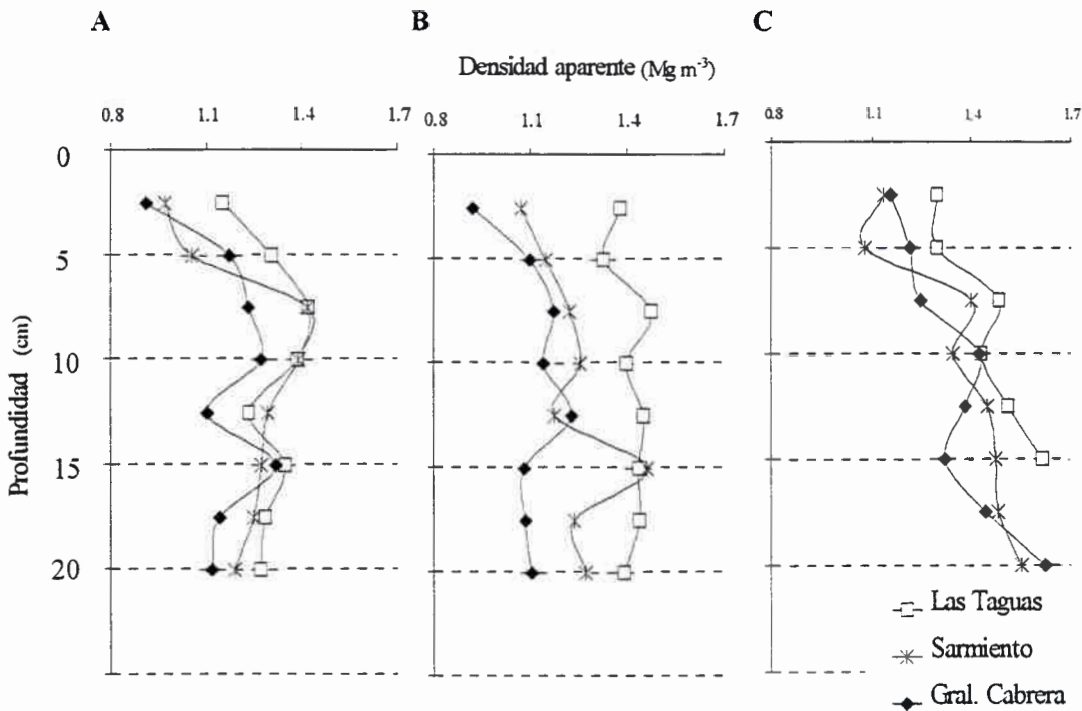 A B C
Densidad aparente (Mg m⁻³)
0.8 1.1 1.4 1.7 0.8 1.1 1.4 1.7 0.8 1.1 1.4 1.7
0
5
10
15
20
Profundidad (cm)
Las Taguas
Sarmiento
Gral. Cabrera